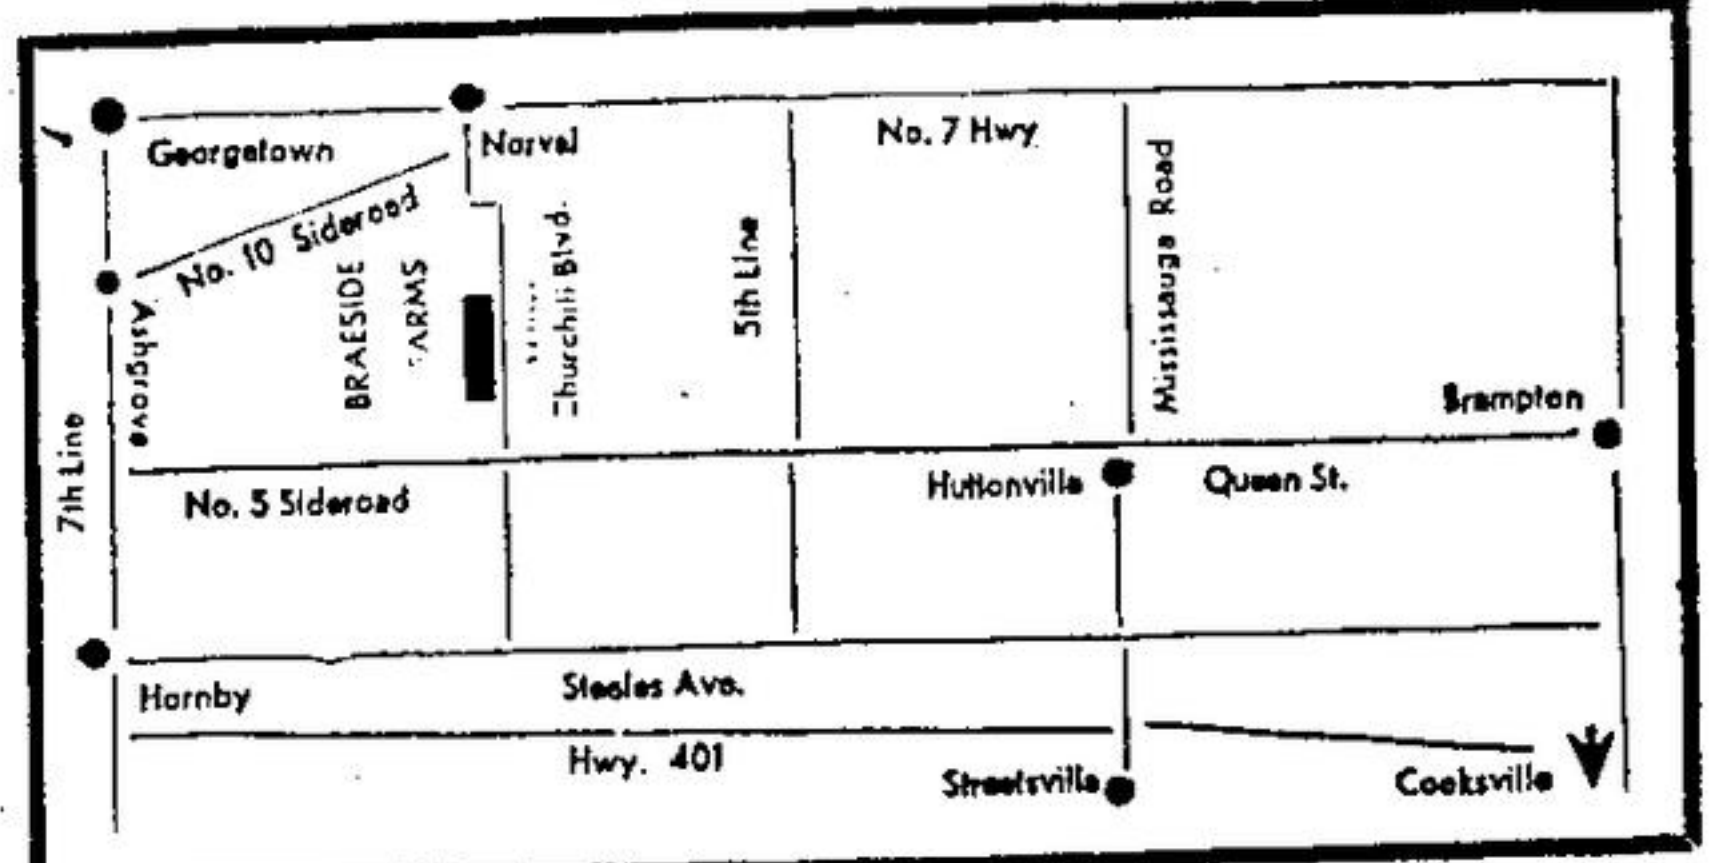 Georgetown
Norval
No. 7 Hwy.
No. 10 Sideroad
Mississauga Road
BRAESIDE
FARMS
Churchill Blvd.
5th Line
Ashgrove
7th Line
Brampton
No. 5 Sideroad
Huttonville
Queen St.
Hornby
Steeles Ave.
Hwy. 401
Streetsville
Cooksville